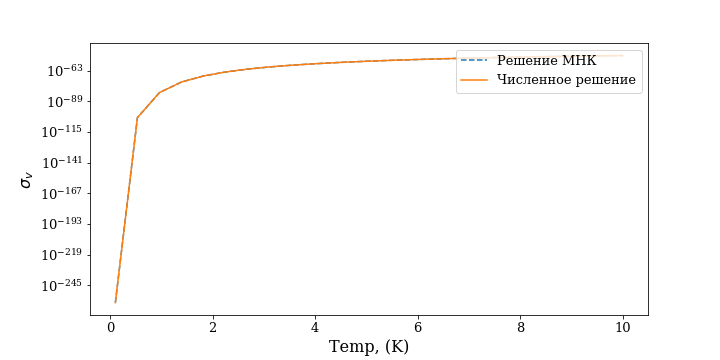 10⁻⁶³
10⁻⁸⁹
10⁻¹¹⁵
10⁻¹⁴¹
10⁻¹⁶⁷
10⁻¹⁹³
10⁻²¹⁹
10⁻²⁴⁵
σᵥ
Решение МНК
Численное решение
0 2 4 6 8 10
Temp, (K)